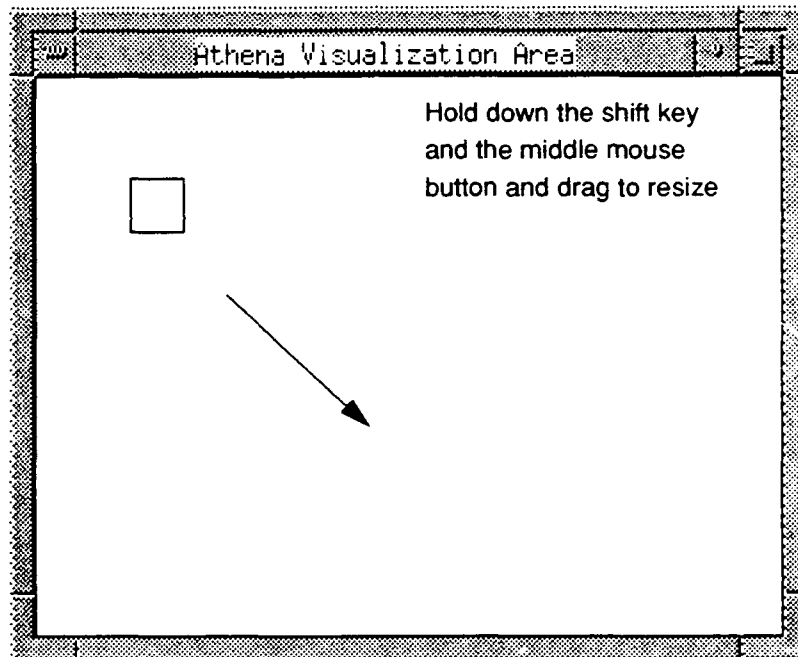 Athena Visualization Area
Hold down the shift key
and the middle mouse
button and drag to resize